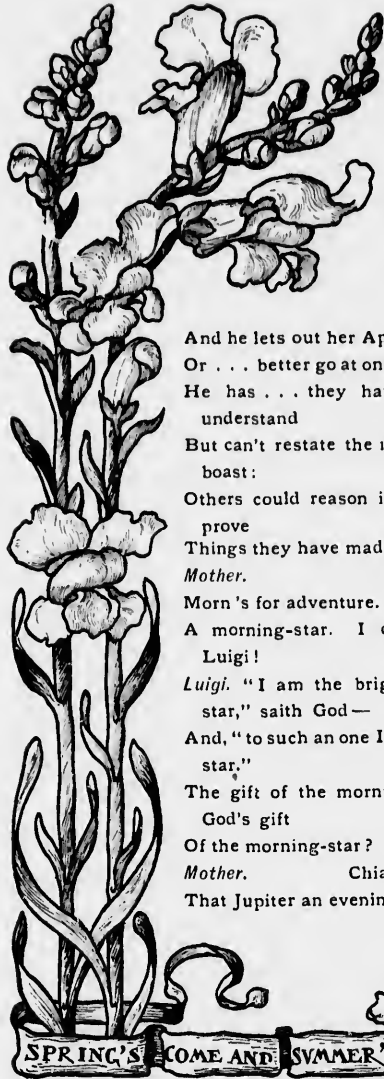 And he lets out her Ap
Or . . . better go at on
He has . . . they hav
understand
But can't restate the
boast:
Others could reason i
prove
Things they have mad
Mother.
Morn 's for adventure.
A morning-star. I
Luigi!
Luigi. "I am the brig
star," saith God—
And, "to such an one I
star."
The gift of the morn
God's gift
Of the morning-star?
Mother. Chia
That Jupiter an evenin
SPRING'S COME AND SVMMER'